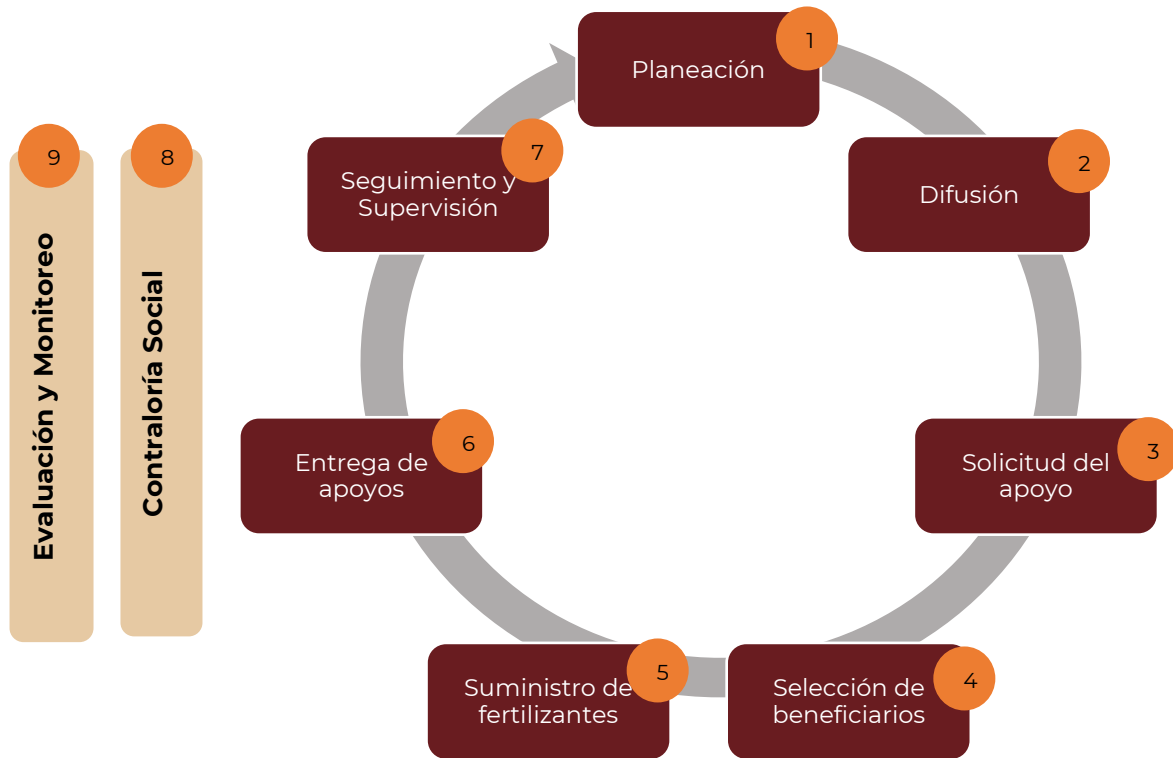 1
Planeación
2
Difusión
3
Solicitud del
apoyo
4
Selección de
beneficiarios
5
Suministro de
fertilizantes
6
Entrega de
apoyos
7
Seguimiento y
Supervisión
8
Contraloría Social
9
Evaluación y Monitoreo